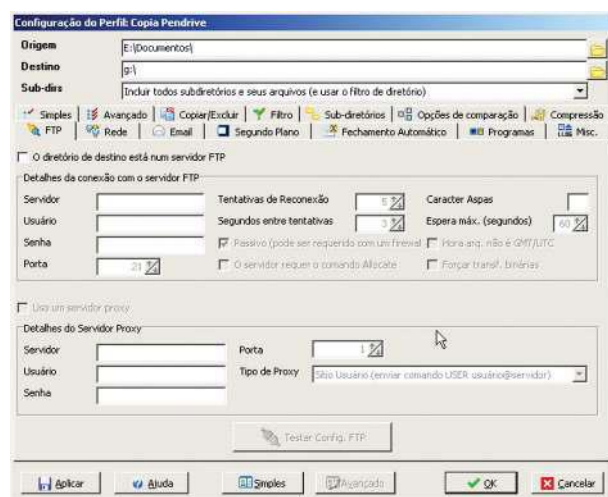 Configuração do Perfil: Copia Pendrive
Origem E:\Documentos\
Destino g:\
Sub-dirs Incluir todos subdiretórios e seus arquivos (e usar o filtro de diretório)
Simples Avançado Copiar/Excluir Filtro Sub-diretórios Opções de comparação Compressão
FTP Rede Email Segundo Plano Fechamento Automático Programas Misc.
O diretório de destino está num servidor FTP
Detalhes da conexão com o servidor FTP
Servidor Tentativas de Reconexão 5 Caracter Aspas
Usuário Segundos entre tentativas 3 Espera máx. (segundos) 60
Senha Passivo (pode ser requerido com um firewal Hora arq. não é GMT/UTC
Porta 21 O servidor requer o comando Allocate Forçar transf. binárias
Usa um servidor proxy
Detalhes do Servidor Proxy
Servidor Porta 1
Usuário Tipo de Proxy Sítio Usuário (enviar comando USER usuário@servidor)
Senha
Testar Config. FTP
Aplicar Ajuda Simples Avançado OK Cancelar